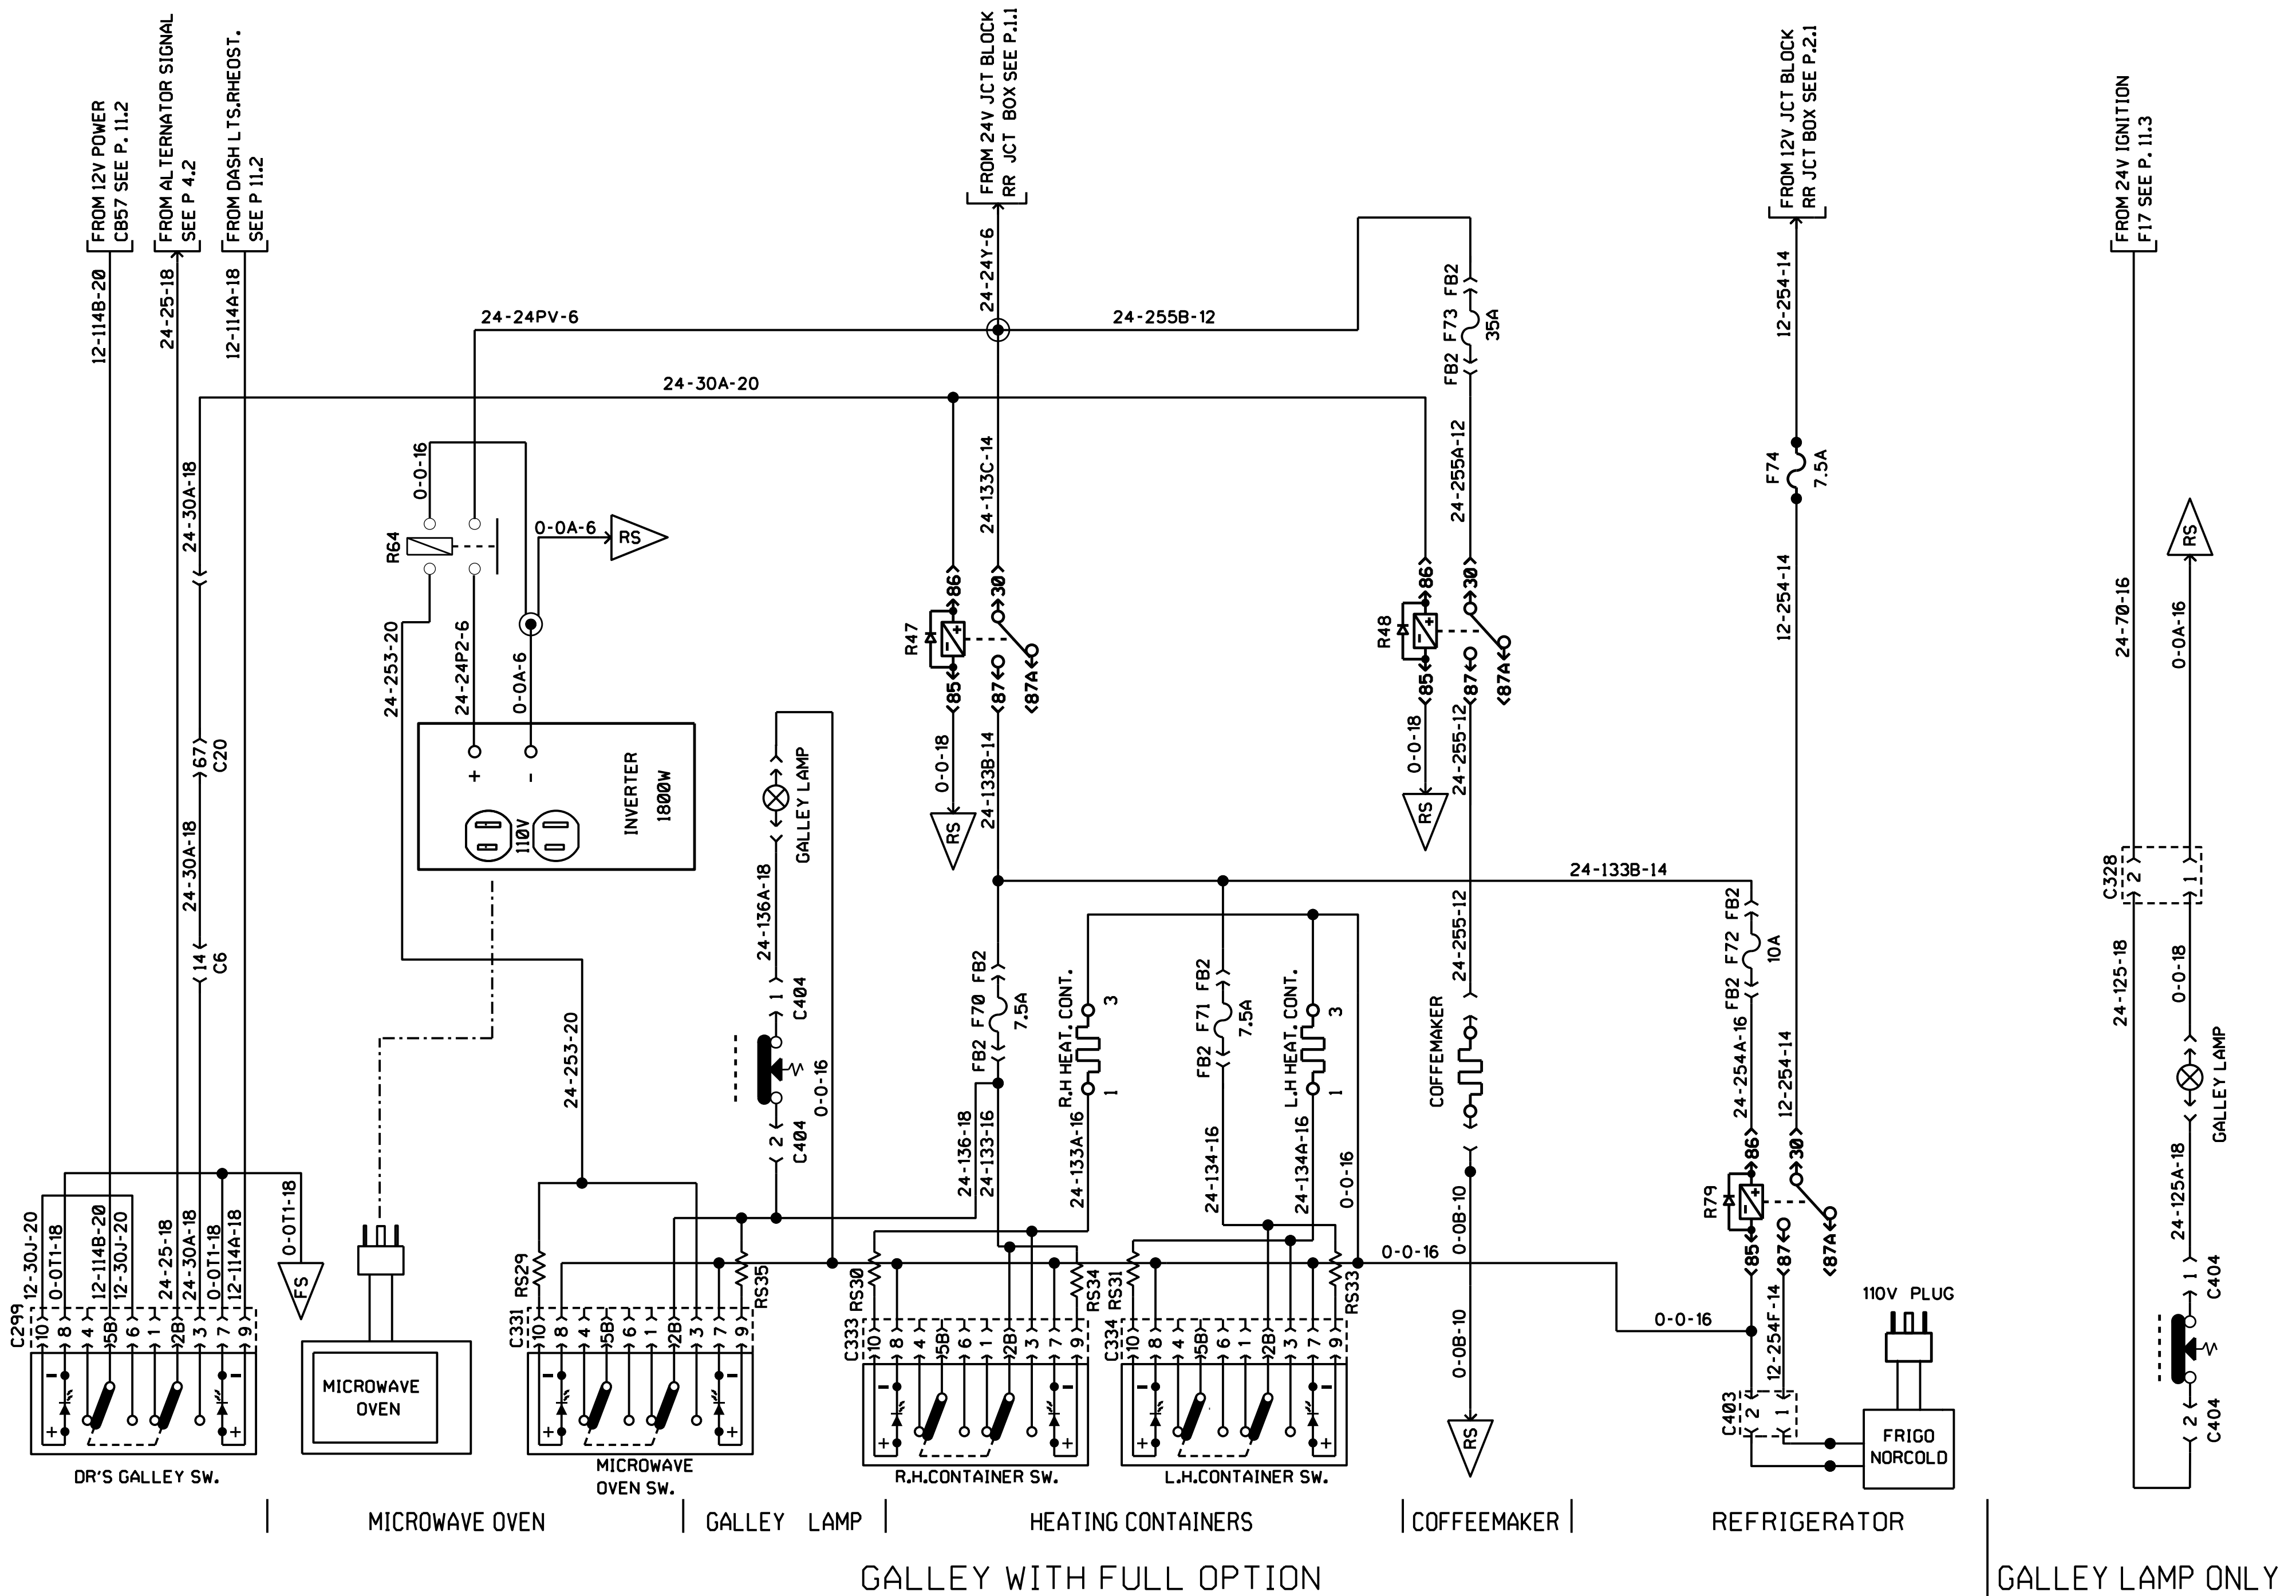 FROM 12V POWER
CB57 SEE P. 11.2
FROM ALTERNATOR SIGNAL
SEE P 4.2
FROM DASH LTS.RHEOST.
SEE P 11.2
FROM 24V JCT BLOCK
RR JCT BOX SEE P.1.1
FROM 12V JCT BLOCK
RR JCT BOX SEE P.2.1
FROM 24V IGNITION
F17 SEE P. 11.3
12-114B-20
24-25-18
12-114A-18
24-24Y-6
24-24PV-6
24-255B-12
FB2 F73 FB2
35A
12-254-14
24-30A-20
24-30A-18
0-0-16
R64
0-0A-6
RS
24-133C-14
24-255A-12
F74
7.5A
RS
24-253-20
24-24P2-6
0-0A-6
R47
86
30
85
87
87A
R48
86
30
85
87
87A
12-254-14
24-70-16
0-0A-16
67
C20
+
-
110V
INVERTER
1800W
GALLEY LAMP
0-0-18
RS
24-133B-14
0-0-18
RS
24-255-12
24-30A-18
14
C6
24-136A-18
24-133B-14
C328
2
1
1
C404
2
C404
0-0-16
FB2 F70 FB2
7.5A
R.H HEAT. CONT.
3
1
FB2 F71 FB2
7.5A
L.H HEAT. CONT.
3
1
24-255-12
COFFEMAKER
FB2 F72 FB2
10A
24-254A-16
12-254-14
24-125-18
0-0-18
GALLEY LAMP
24-253-20
24-136-18
24-133-16
24-133A-16
24-134-16
24-134A-16
0-0-16
R79
86
30
85
87
87A
24-125A-18
12-30J-20
0-0T1-18
12-114B-20
12-30J-20
24-25-18
24-30A-18
0-0T1-18
12-114A-18
0-0T1-18
FS
RS29
RS35
RS30
RS34
RS31
RS33
0-0-16
0-0B-10
0-0B-10
RS
0-0-16
12-254F-14
110V PLUG
1
C404
2
C404
C299
10 8 4 5B 6 1 2B 3 7 9
C331
10 8 4 5B 6 1 2B 3 7 9
C333
10 8 4 5B 6 1 2B 3 7 9
C334
10 8 4 5B 6 1 2B 3 7 9
C403
2 1
MICROWAVE
OVEN
FRIGO
NORCOLD
DR'S GALLEY SW.
MICROWAVE
OVEN SW.
R.H.CONTAINER SW.
L.H.CONTAINER SW.
MICROWAVE OVEN
GALLEY LAMP
HEATING CONTAINERS
COFFEEMAKER
REFRIGERATOR
GALLEY WITH FULL OPTION
GALLEY LAMP ONLY